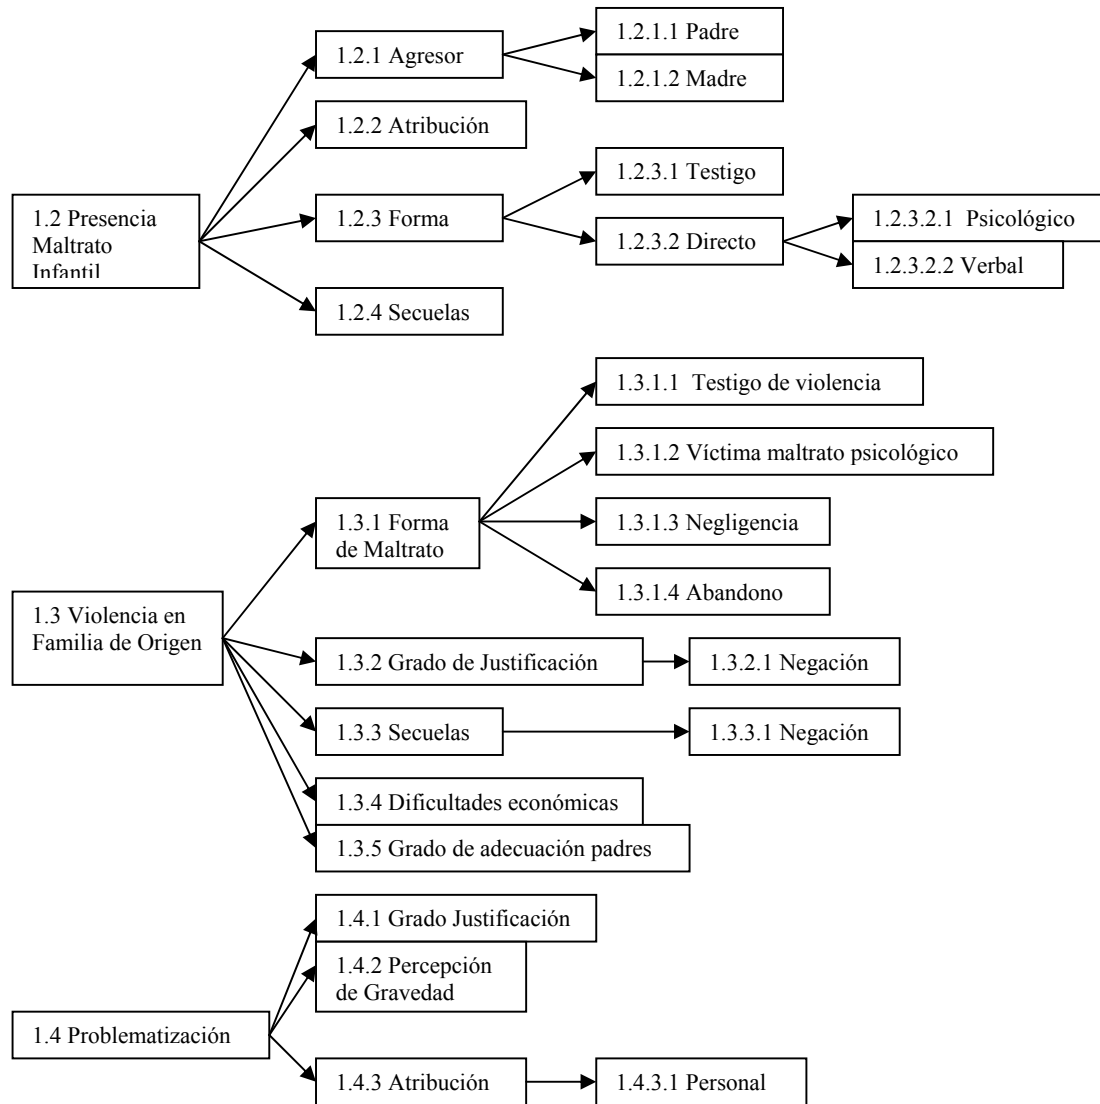 1.2.1 Agresor
1.2.1.1 Padre
1.2.1.2 Madre
1.2.2 Atribución
1.2 Presencia
Maltrato
Infantil
1.2.3 Forma
1.2.3.1 Testigo
1.2.3.2 Directo
1.2.3.2.1 Psicológico
1.2.3.2.2 Verbal
1.2.4 Secuelas
1.3 Violencia en
Familia de Origen
1.3.1 Forma
de Maltrato
1.3.1.1 Testigo de violencia
1.3.1.2 Víctima maltrato psicológico
1.3.1.3 Negligencia
1.3.1.4 Abandono
1.3.2 Grado de Justificación
1.3.2.1 Negación
1.3.3 Secuelas
1.3.3.1 Negación
1.3.4 Dificultades económicas
1.3.5 Grado de adecuación padres
1.4 Problematización
1.4.1 Grado Justificación
1.4.2 Percepción
de Gravedad
1.4.3 Atribución
1.4.3.1 Personal